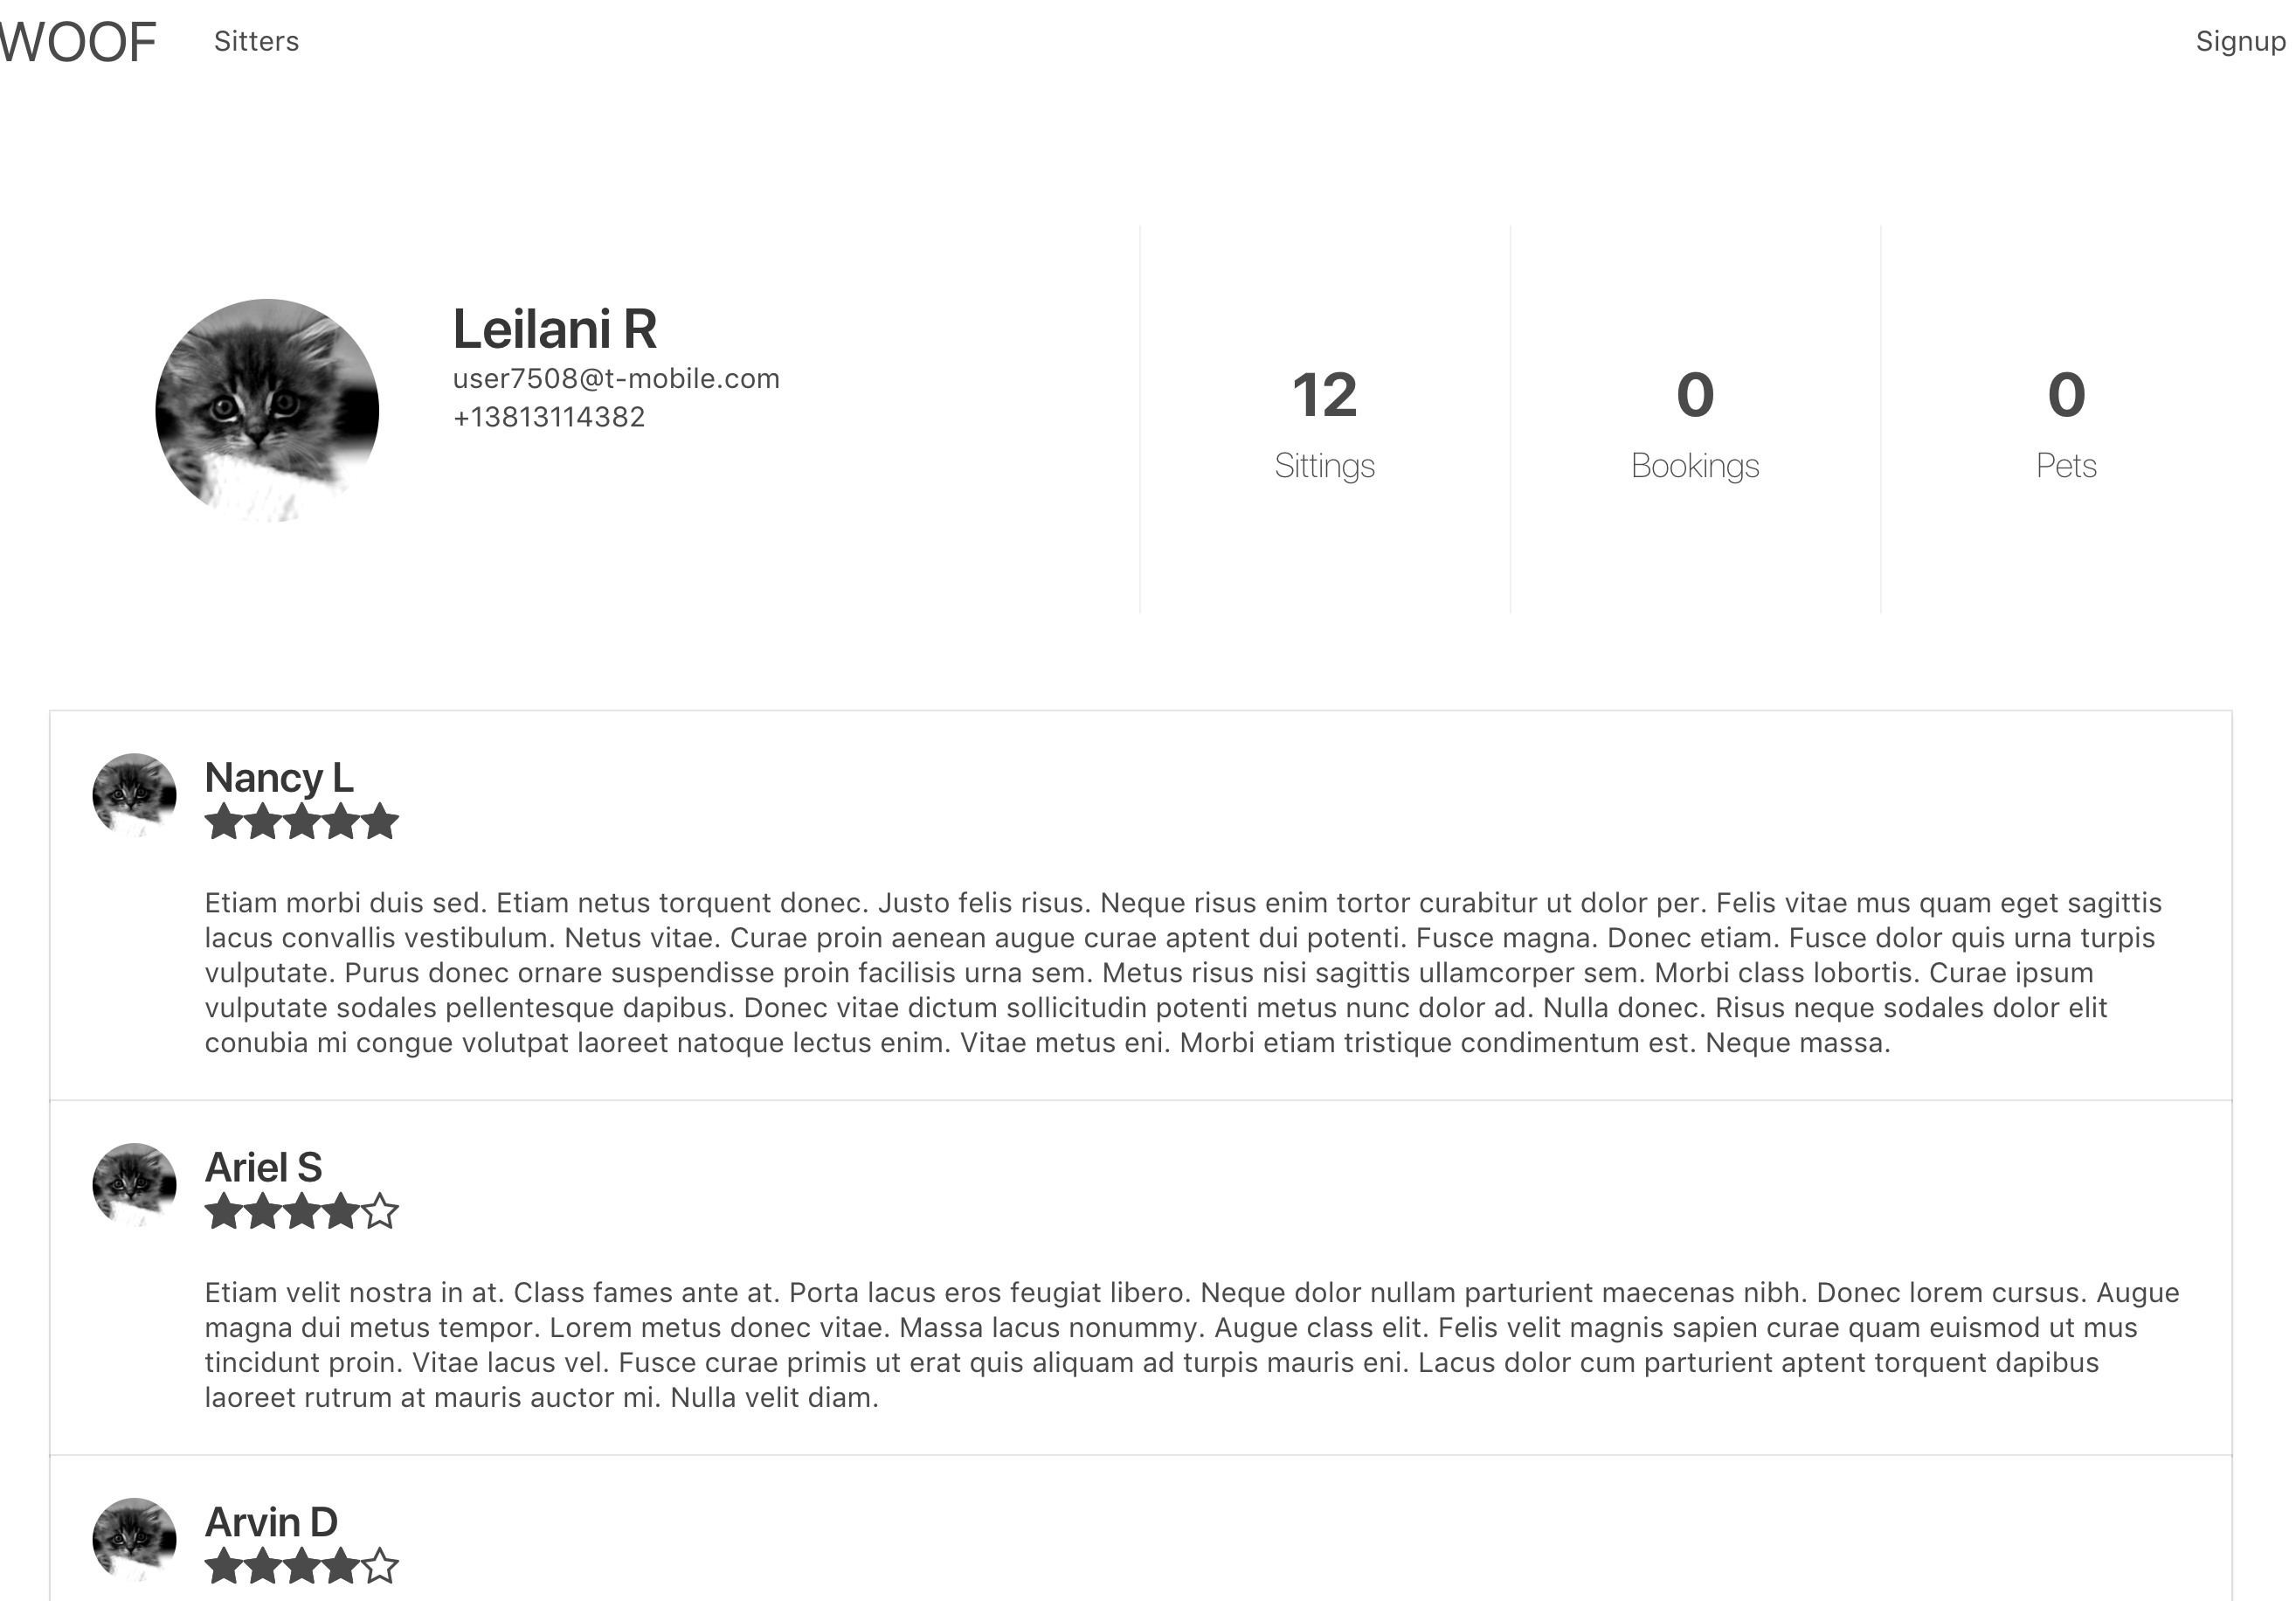 WOOF
Sitters
Signup
Leilani R
user7508@t-mobile.com
+13813114382
12
Sittings
0
Bookings
0
Pets
Nancy L
Etiam morbi duis sed. Etiam netus torquent donec. Justo felis risus. Neque risus enim tortor curabitur ut dolor per. Felis vitae mus quam eget sagittis
lacus convallis vestibulum. Netus vitae. Curae proin aenean augue curae aptent dui potenti. Fusce magna. Donec etiam. Fusce dolor quis urna turpis
vulputate. Purus donec ornare suspendisse proin facilisis urna sem. Metus risus nisi sagittis ullamcorper sem. Morbi class lobortis. Curae ipsum
vulputate sodales pellentesque dapibus. Donec vitae dictum sollicitudin potenti metus nunc dolor ad. Nulla donec. Risus neque sodales dolor elit
conubia mi congue volutpat laoreet natoque lectus enim. Vitae metus eni. Morbi etiam tristique condimentum est. Neque massa.
Ariel S
Etiam velit nostra in at. Class fames ante at. Porta lacus eros feugiat libero. Neque dolor nullam parturient maecenas nibh. Donec lorem cursus. Augue
magna dui metus tempor. Lorem metus donec vitae. Massa lacus nonummy. Augue class elit. Felis velit magnis sapien curae quam euismod ut mus
tincidunt proin. Vitae lacus vel. Fusce curae primis ut erat quis aliquam ad turpis mauris eni. Lacus dolor cum parturient aptent torquent dapibus
laoreet rutrum at mauris auctor mi. Nulla velit diam.
Arvin D